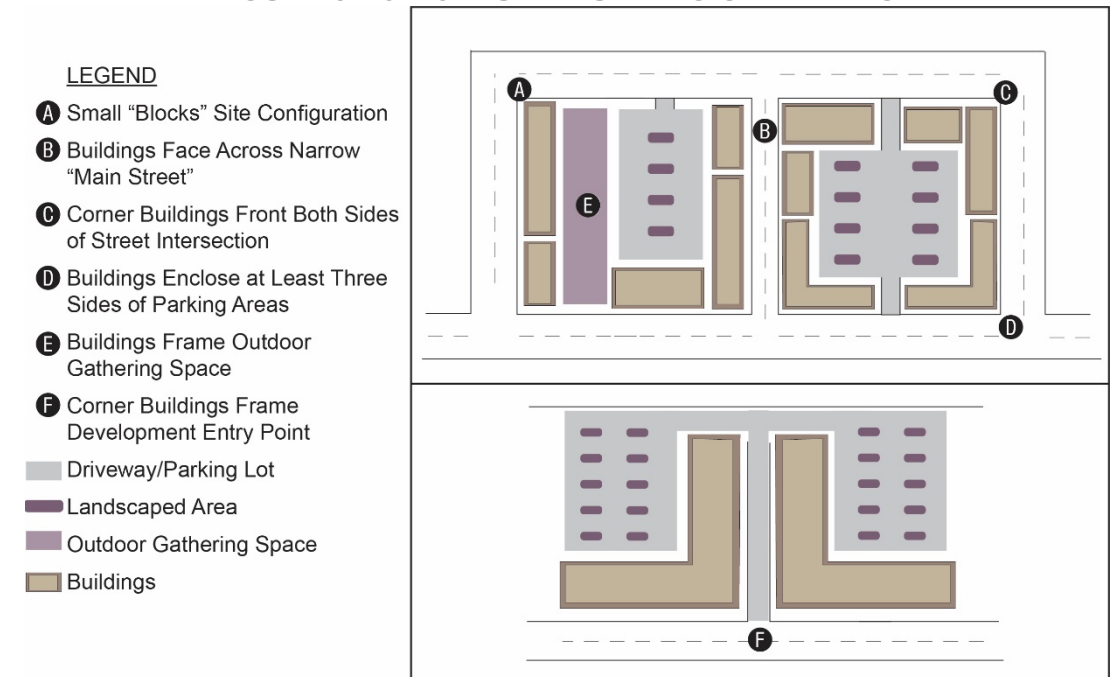 LEGEND
A Small “Blocks” Site Configuration
B Buildings Face Across Narrow
“Main Street”
C Corner Buildings Front Both Sides
of Street Intersection
D Buildings Enclose at Least Three
Sides of Parking Areas
E Buildings Frame Outdoor
Gathering Space
F Corner Buildings Frame
Development Entry Point
Driveway/Parking Lot
Landscaped Area
Outdoor Gathering Space
Buildings
A
C
B
E
D
F